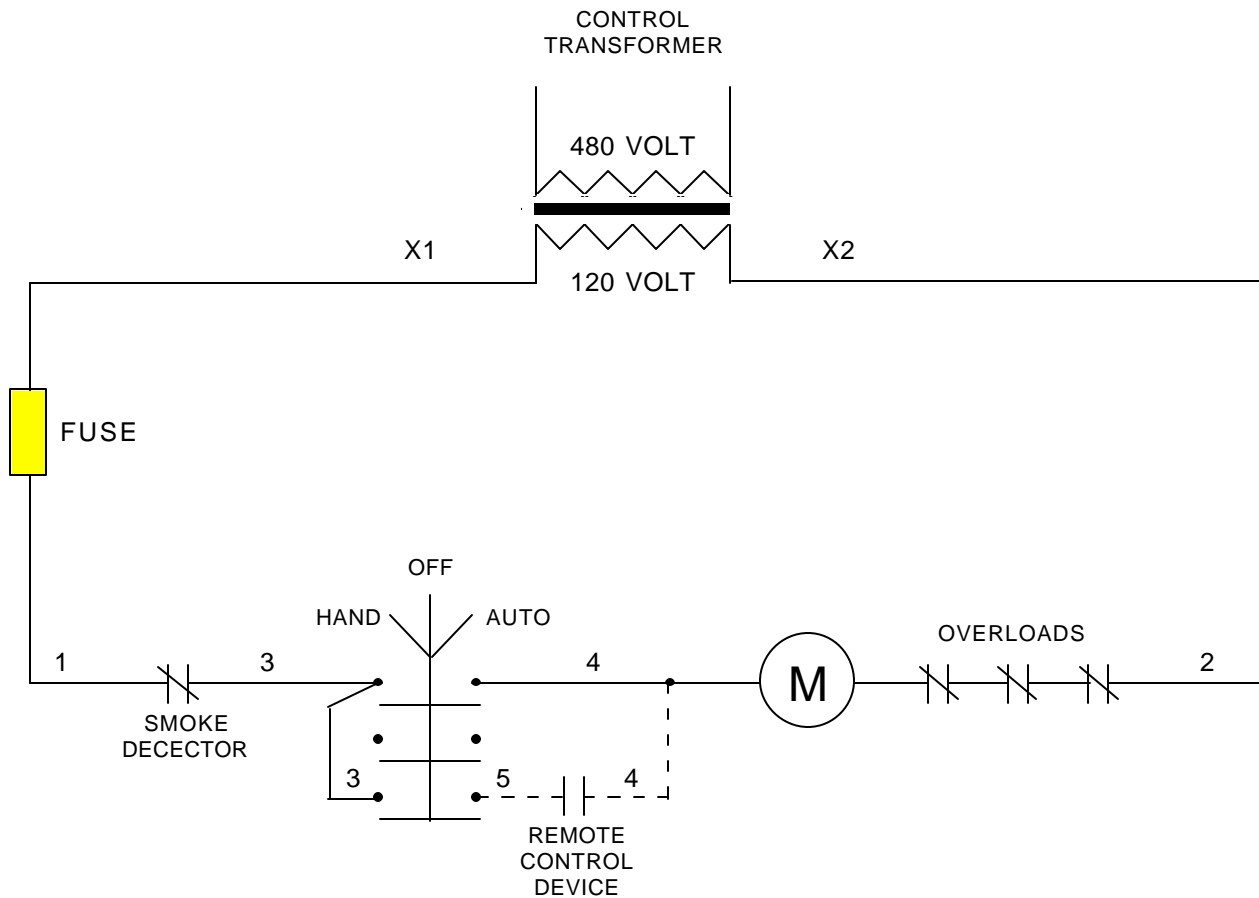 CONTROL
TRANSFORMER
480 VOLT
X1
X2
120 VOLT
FUSE
OFF
HAND
AUTO
OVERLOADS
1
3
4
2
M
SMOKE
DECECTOR
3
5
4
REMOTE
CONTROL
DEVICE